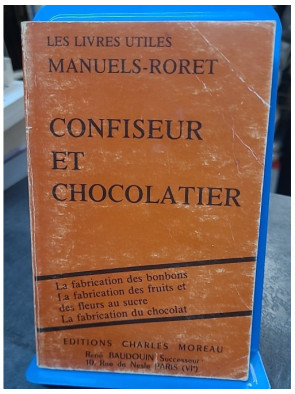 LES LIVRES UTILES
MANUELS-RORET
CONFISEUR
ET
CHOCOLATIER
La fabrication des bonbons
La fabrication des fruits et
des fleurs au sucre
La fabrication du chocolat
EDITIONS CHARLES MOREAU
René BAUDOUIN Successeur
10, Rue de Nesle PARIS (VIe)